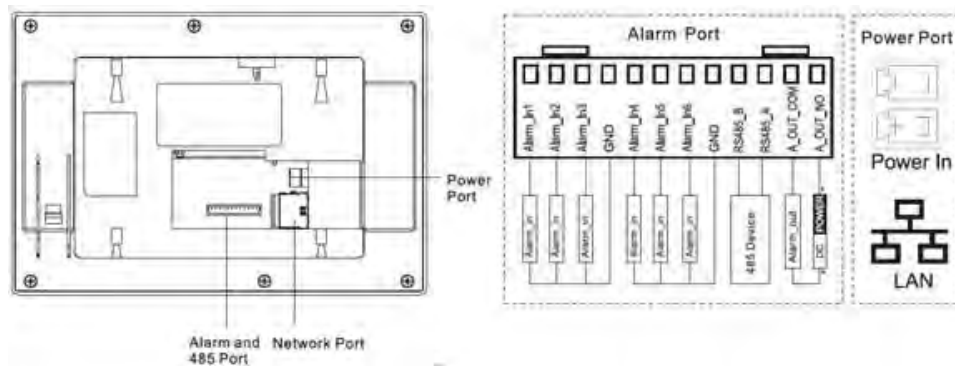 Power
Port
Alarm and
485 Port
Network Port
Alarm Port
Alarm_In1
Alarm_In2
Alarm_In3
GND
Alarm_In4
Alarm_In5
Alarm_In6
GND
RS485_B
RS485_A
A_OUT_COM
A_OUT_NO
Alarm_in
Alarm_in
Alarm_in
Alarm_in
Alarm_in
Alarm_in
485 Device
Alarm_out
DC POWER
Power Port
Power In
LAN